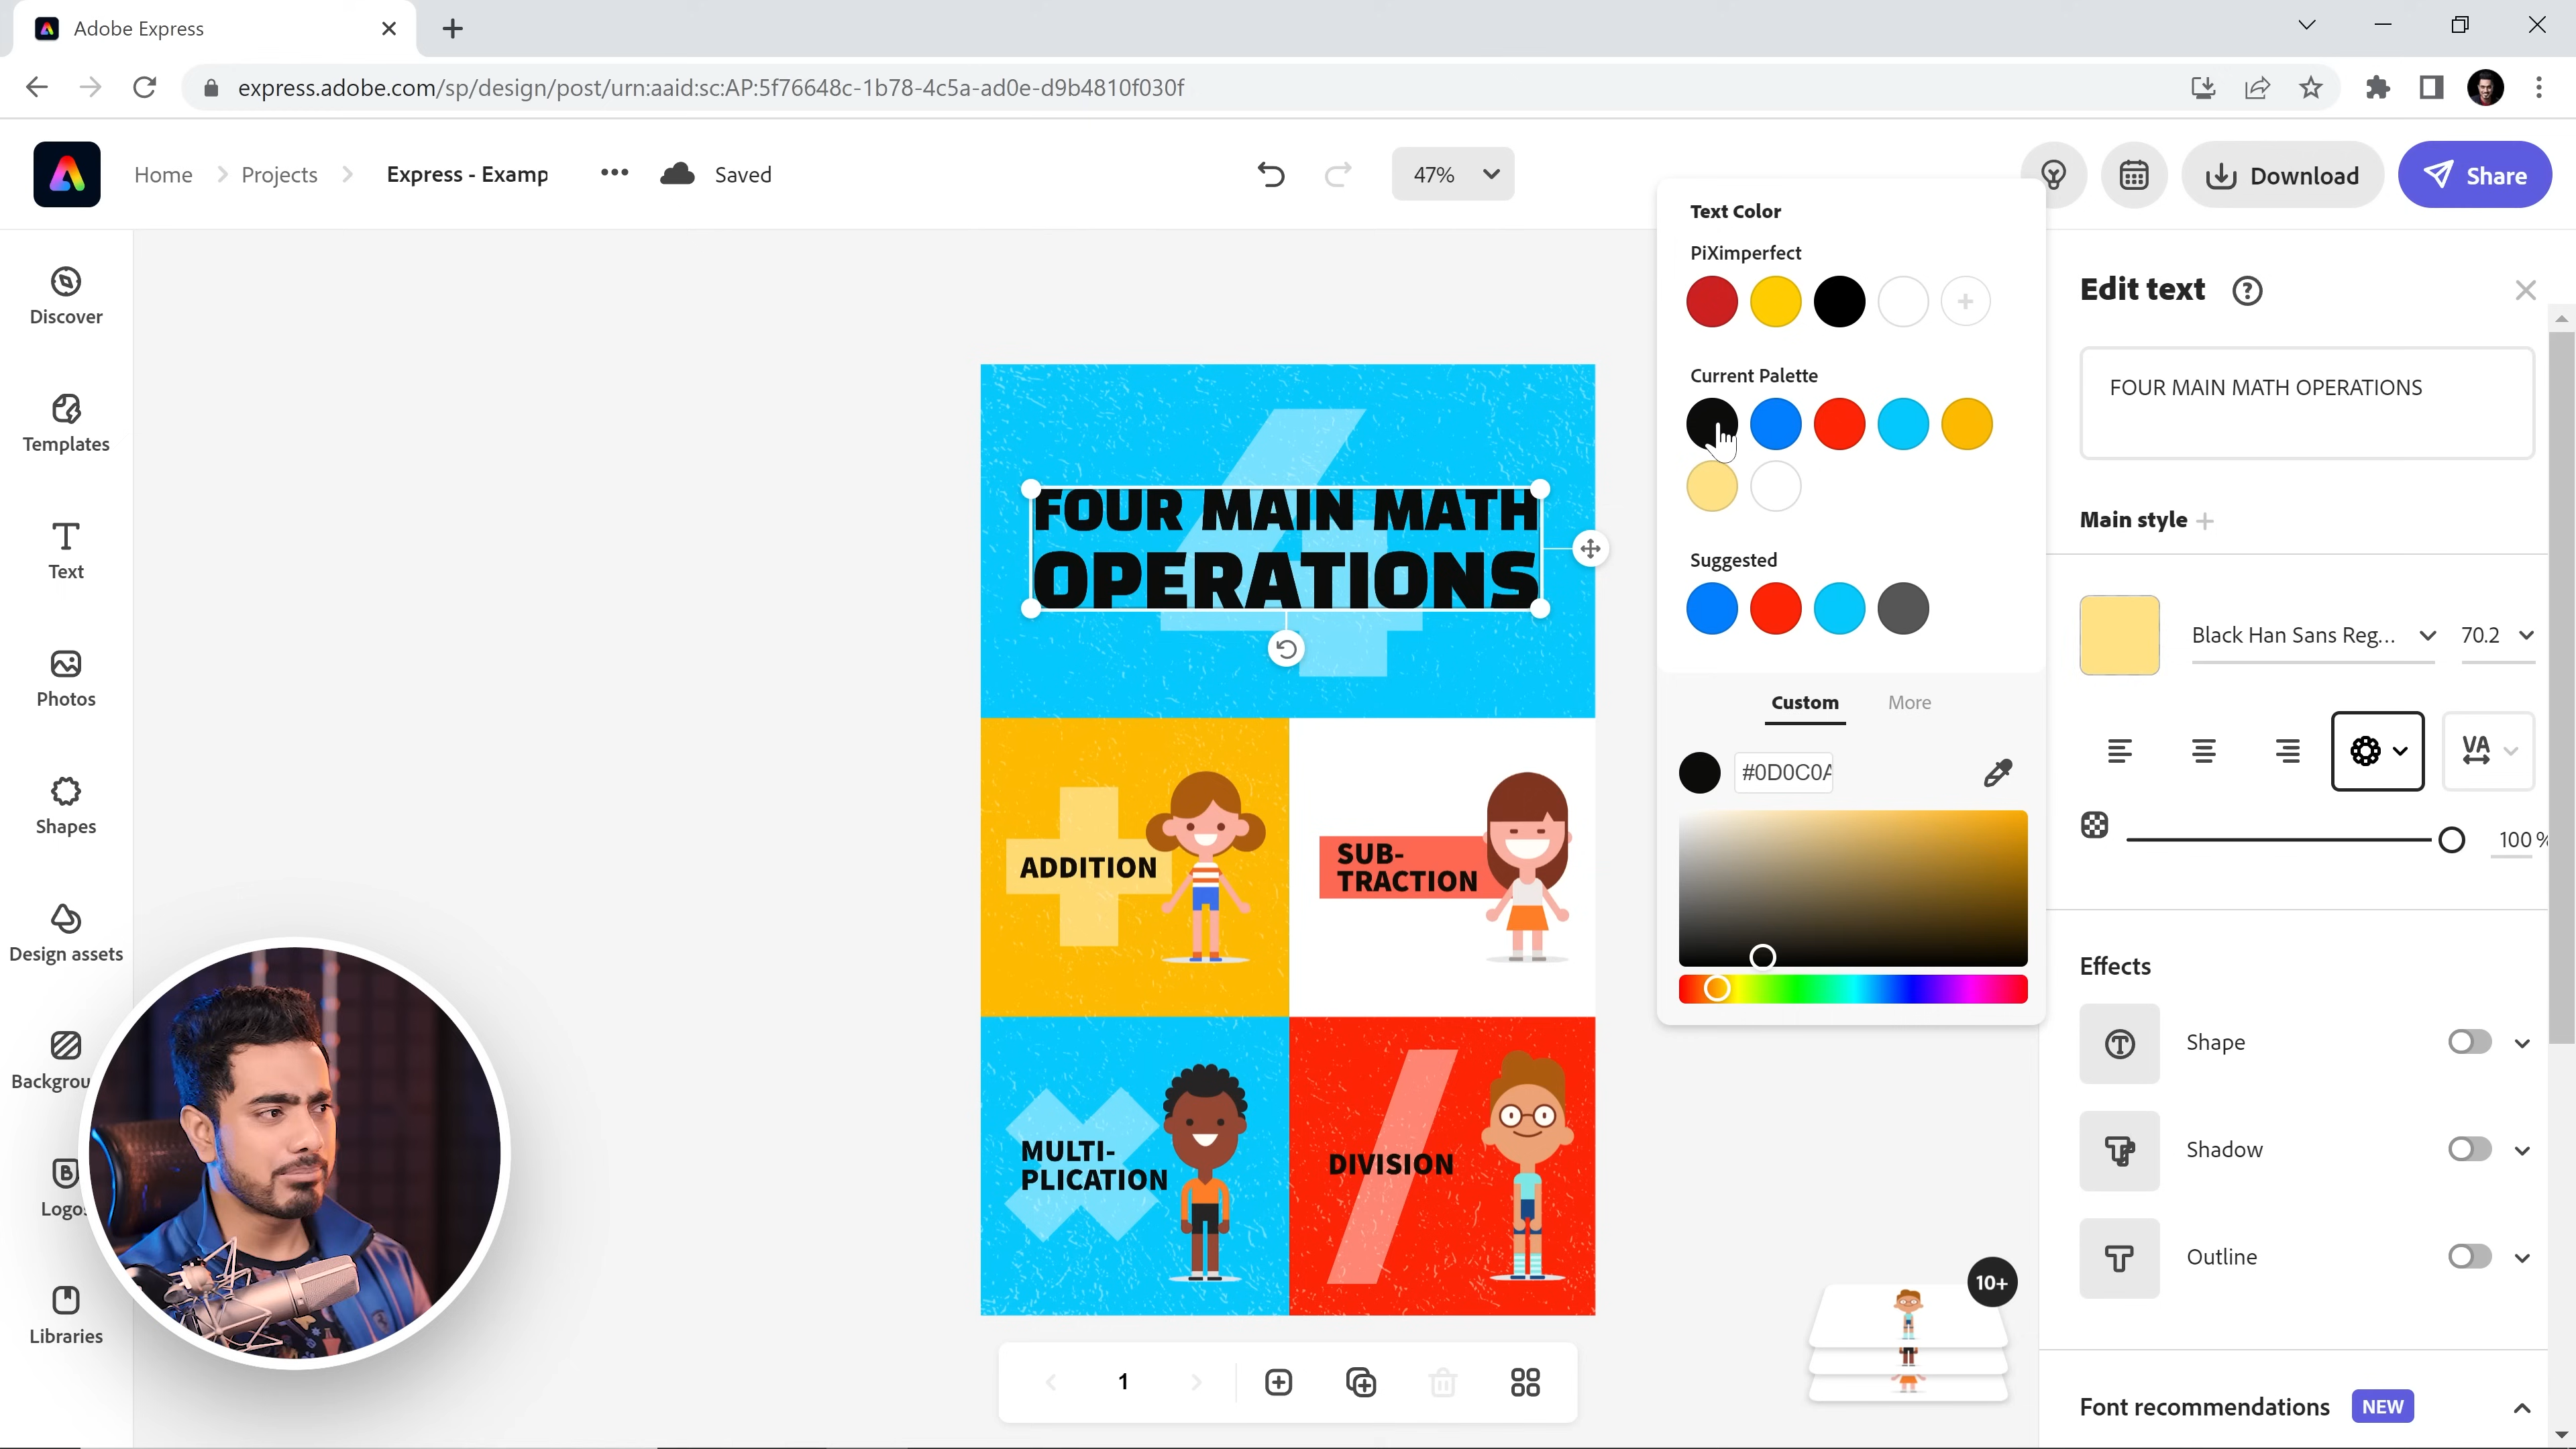 Adobe Express
express.adobe.com/sp/design/post/urn:aaid:sc:AP:5f76648c-1b78-4c5a-ad0e-d9b4810f030f
Home
Projects
Express - Examp
Saved
47%
Download
Share
Discover
Templates
Text
Photos
Shapes
Design assets
Backgrou
Logos
Libraries
FOUR MAIN MATH
OPERATIONS
ADDITION
SUB-
TRACTION
MULTI-
PLICATION
DIVISION
1
10+
Text Color
PiXimperfect
Current Palette
Suggested
Custom
More
#0D0C0A
Edit text
FOUR MAIN MATH OPERATIONS
Main style
Black Han Sans Reg...
70.2
VA
100 %
Effects
Shape
Shadow
Outline
Font recommendations
NEW